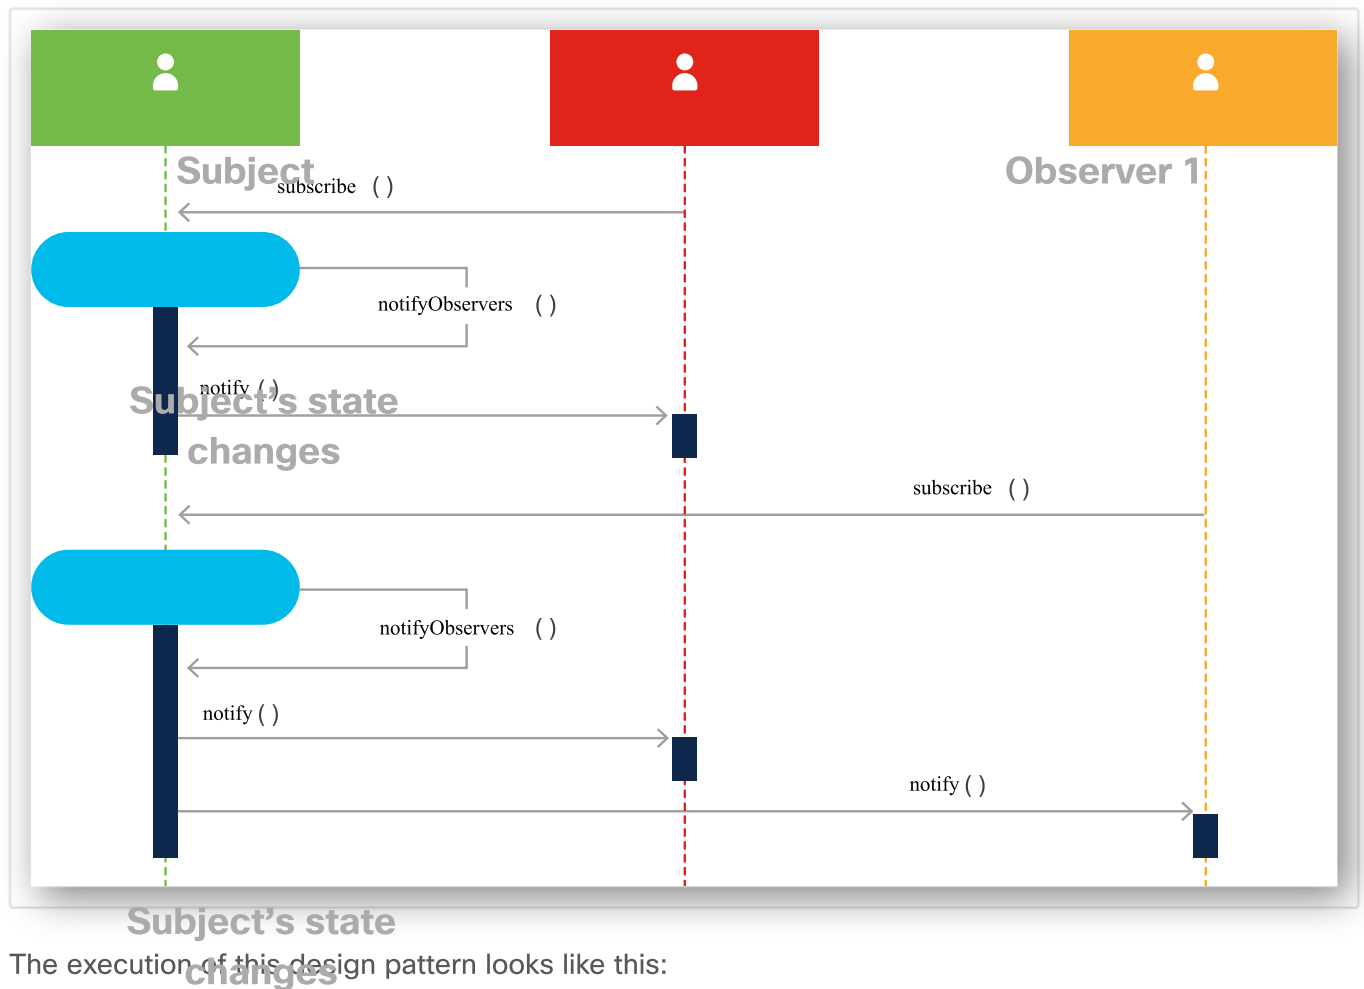 Subject
Observer 1
subscribe ( )
notifyObservers ( )
notify ( )
Subject's state
changes
subscribe ( )
notifyObservers ( )
notify ( )
notify ( )
Subject's state
changes
The execution of this design pattern looks like this: